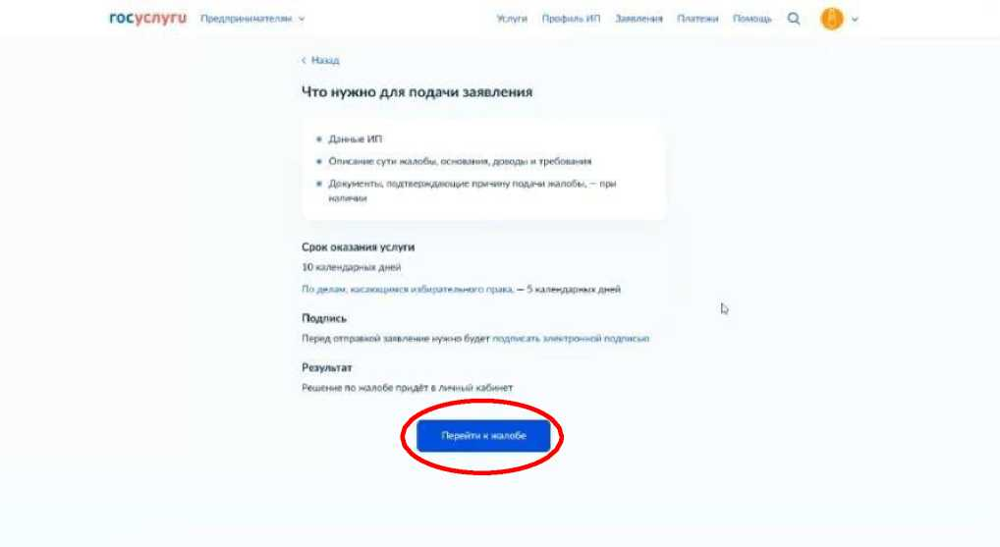 госуслуги Предпринимателям Услуги Профиль ИП Заявления Платежи Помощь
Назад
Что нужно для подачи заявления
Данные ИП
Описание сути жалобы, основания, доводы и требования
Документы, подтверждающие причину подачи жалобы, — при
наличии
Срок оказания услуги
10 календарных дней
По делам, касающимся избирательного права, — 5 календарных дней
Подпись
Перед отправкой заявление нужно будет подписать электронной подписью
Результат
Решение по жалобе придёт в личный кабинет
Перейти к жалобе